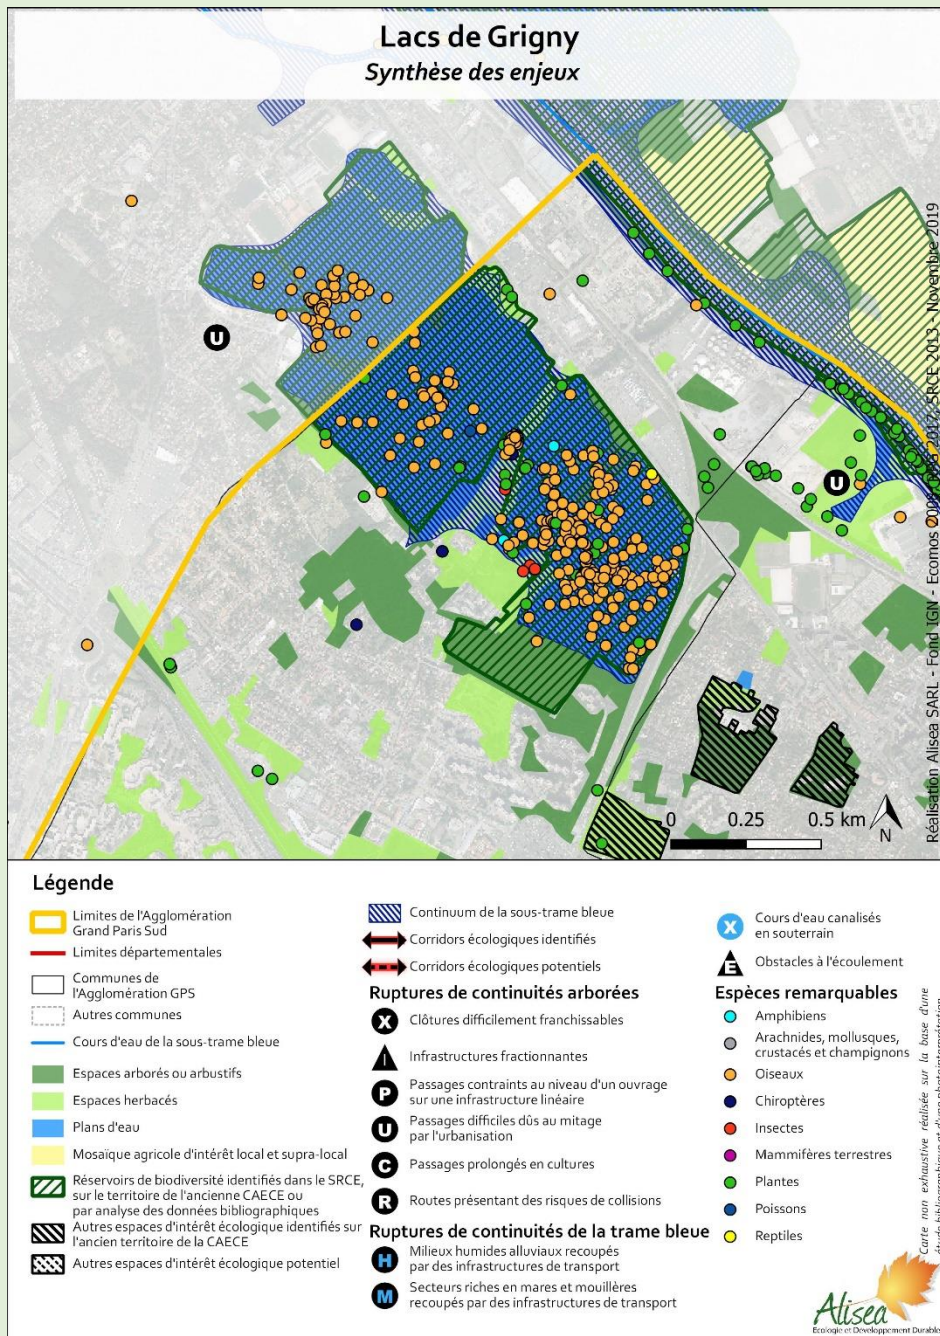 Lacs de Grigny
Synthèse des enjeux
U
U
0 0.25 0.5 km
N
Réalisation Alisea SARL - Fond IGN - Ecomos 2008, 2017, SRCE 2013 - Novembre 2019
Légende
Limites de l'Agglomération
Grand Paris Sud
Limites départementales
Communes de
l'Agglomération GPS
Autres communes
Cours d'eau de la sous-trame bleue
Espaces arborés ou arbustifs
Espaces herbacés
Plans d'eau
Mosaïque agricole d'intérêt local et supra-local
Réservoirs de biodiversité identifiés dans le SRCE,
sur le territoire de l'ancienne CAECE ou
par analyse des données bibliographiques
Autres espaces d'intérêt écologique identifiés sur
l'ancien territoire de la CAECE
Autres espaces d'intérêt écologique potentiel
Continuum de la sous-trame bleue
Corridors écologiques identifiés
Corridors écologiques potentiels
Ruptures de continuités arborées
X Clôtures difficilement franchissables
I Infrastructures fractionnantes
P Passages contraints au niveau d'un ouvrage
sur une infrastructure linéaire
U Passages difficiles dûs au mitage
par l'urbanisation
C Passages prolongés en cultures
R Routes présentant des risques de collisions
Ruptures de continuités de la trame bleue
H Milieux humides alluviaux recoupés
par des infrastructures de transport
M Secteurs riches en mares et mouillères
recoupés par des infrastructures de transport
X Cours d'eau canalisés
en souterrain
E Obstacles à l'écoulement
Espèces remarquables
Amphibiens
Arachnides, mollusques,
crustacés et champignons
Oiseaux
Chiroptères
Insectes
Mammifères terrestres
Plantes
Poissons
Reptiles
Carte non exhaustive réalisée sur la base d'une
étude bibliographique et d'une photointerprétation
Alisea
Ecologie et Développement Durable